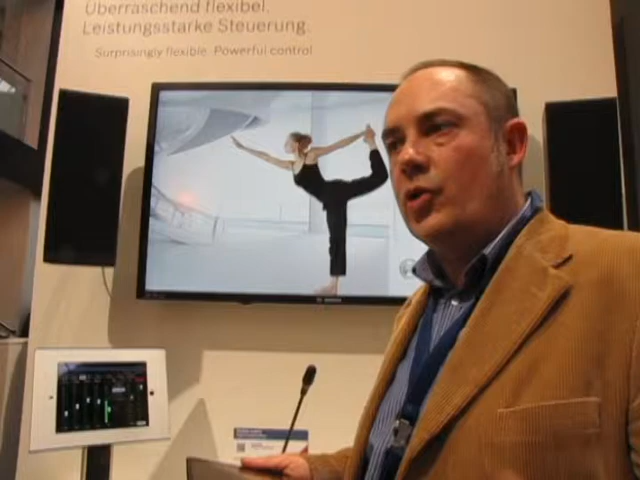 Überraschend flexibel.
Leistungsstarke Steuerung.
Surprisingly flexible. Powerful control